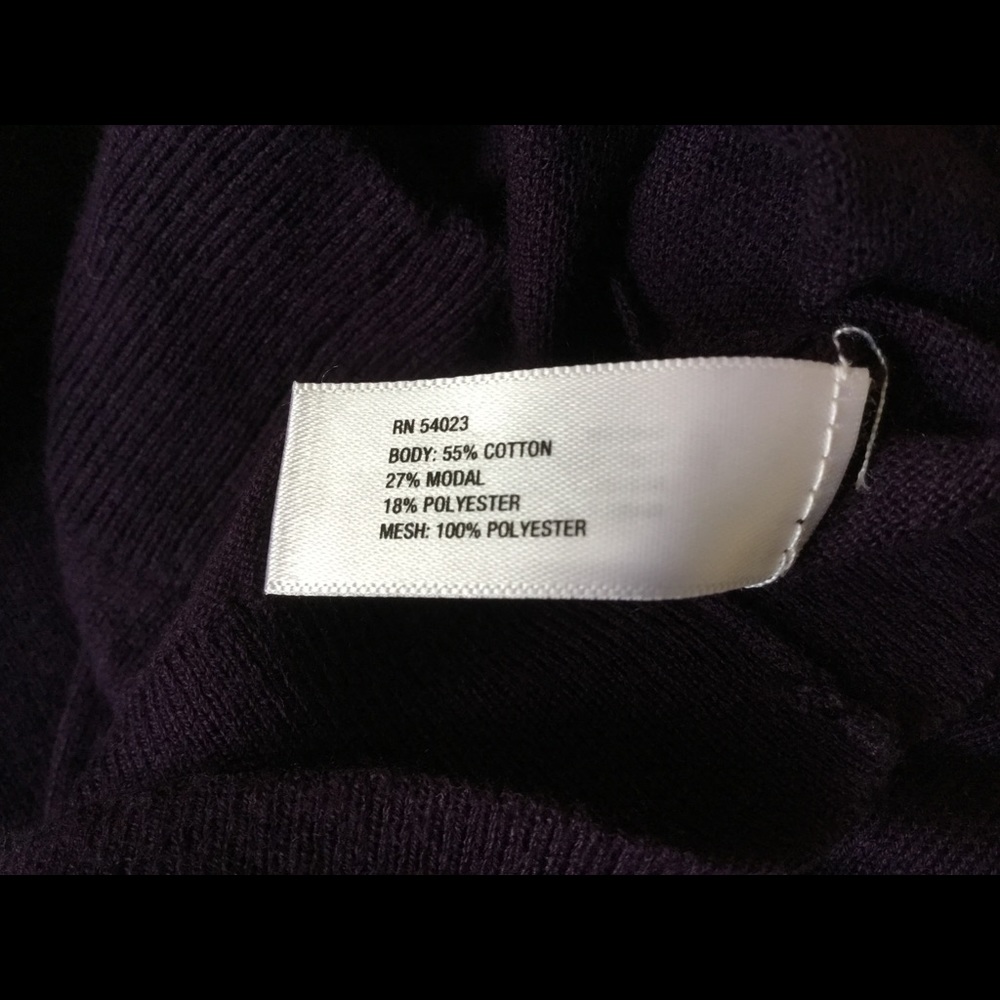 RN 54023
BODY: 55% COTTON
27% MODAL
18% POLYESTER
MESH: 100% POLYESTER